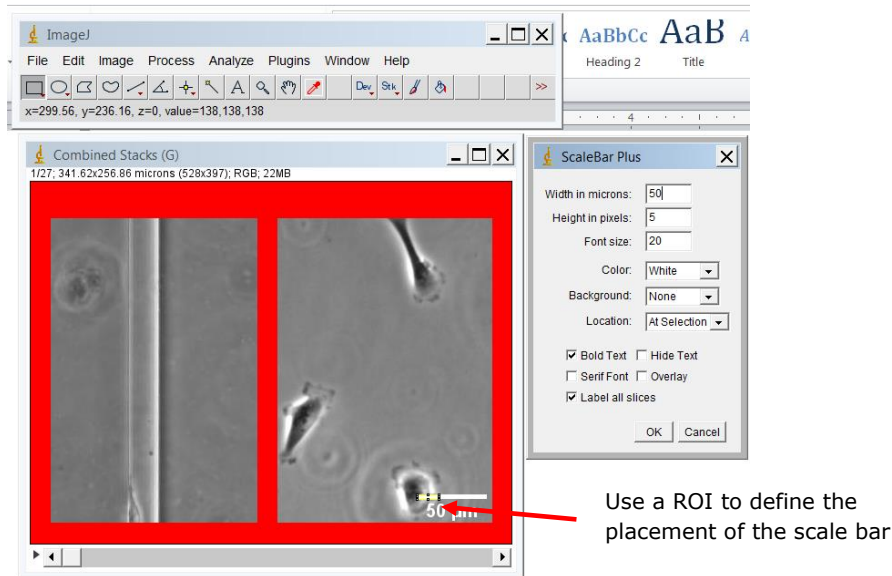 AaBbCc AaB
Heading 2 Title
4
ImageJ
File Edit Image Process Analyze Plugins Window Help
A Dev Stk >>
x=299.56, y=236.16, z=0, value=138,138,138
Combined Stacks (G)
1/27; 341.62x256.86 microns (528x397); RGB; 22MB
50 µm
ScaleBar Plus
Width in microns: 50
Height in pixels: 5
Font size: 20
Color: White
Background: None
Location: At Selection
Bold Text Hide Text
Serif Font Overlay
Label all slices
OK Cancel
Use a ROI to define the
placement of the scale bar